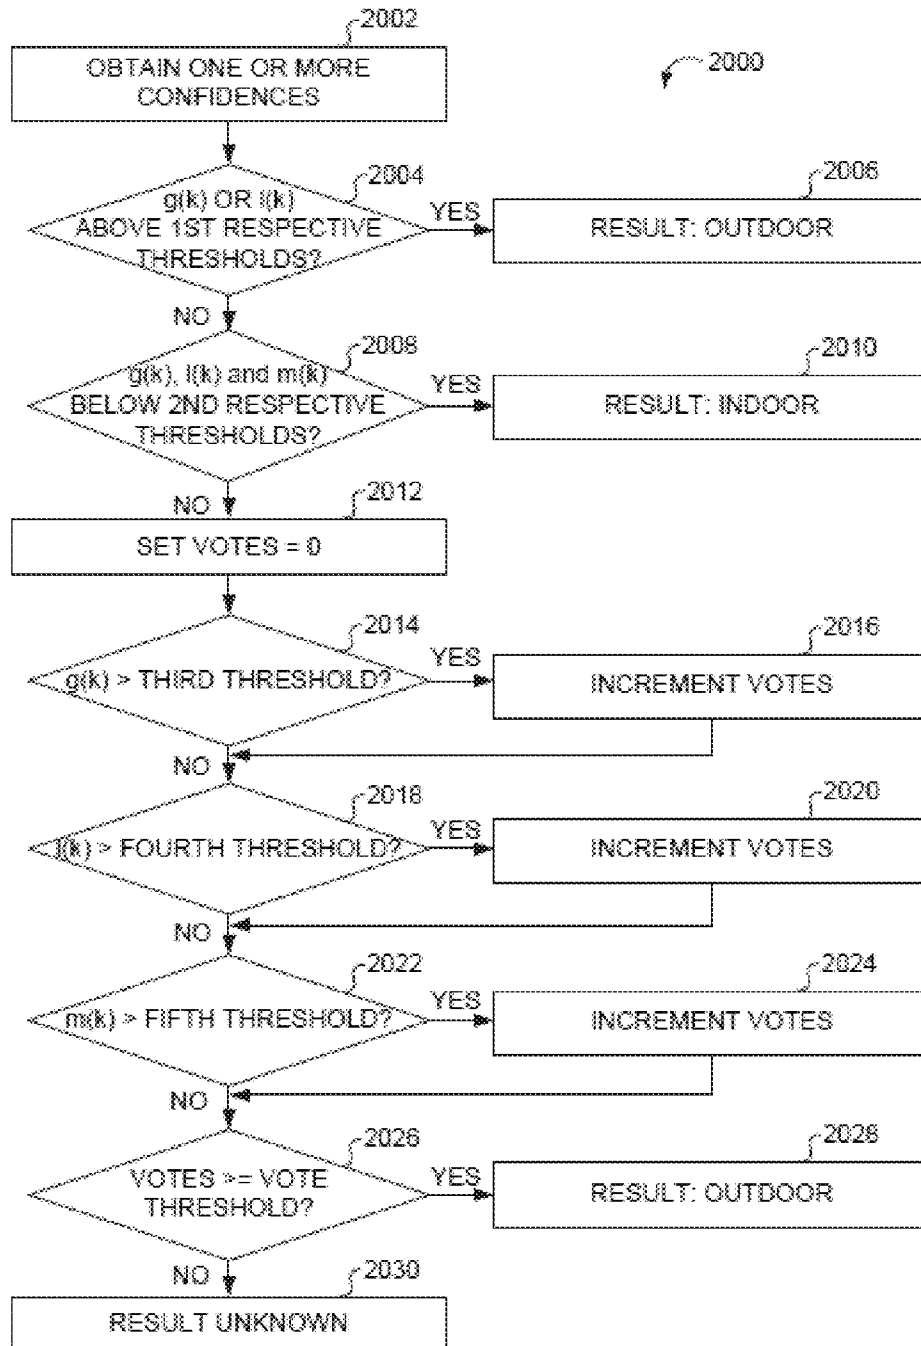 2002
OBTAIN ONE OR MORE
CONFIDENCES
2000
2004
g(k) OR l(k)
ABOVE 1ST RESPECTIVE
THRESHOLDS?
YES
2006
RESULT: OUTDOOR
NO
2008
g(k), l(k) and m(k)
BELOW 2ND RESPECTIVE
THRESHOLDS?
YES
2010
RESULT: INDOOR
NO
2012
SET VOTES = 0
2014
g(k) > THIRD THRESHOLD?
YES
2016
INCREMENT VOTES
NO
2018
l(k) > FOURTH THRESHOLD?
YES
2020
INCREMENT VOTES
NO
2022
m(k) > FIFTH THRESHOLD?
YES
2024
INCREMENT VOTES
NO
2026
VOTES >= VOTE
THRESHOLD?
YES
2028
RESULT: OUTDOOR
NO
2030
RESULT UNKNOWN